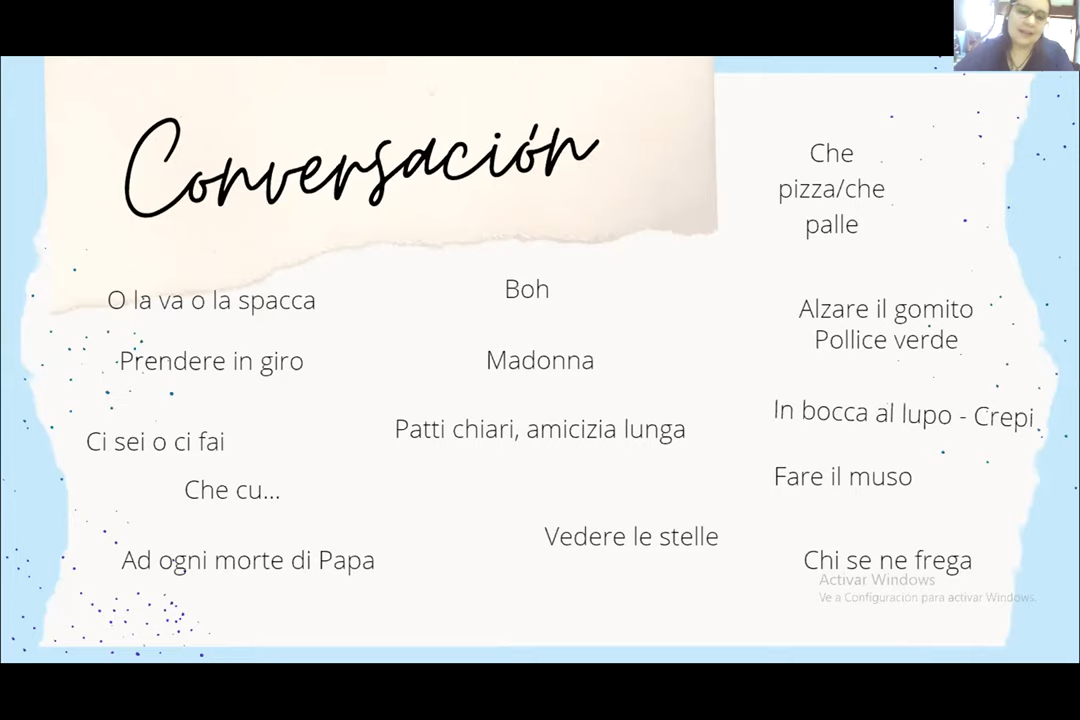 Conversación
Che
pizza/che
palle
O la va o la spacca
Boh
Alzare il gomito
Pollice verde
Prendere in giro
Madonna
In bocca al lupo - Crepi
Ci sei o ci fai
Patti chiari, amicizia lunga
Che cu...
Fare il muso
Vedere le stelle
Ad ogni morte di Papa
Chi se ne frega
Activar Windows
Ve a Configuración para activar Windows.